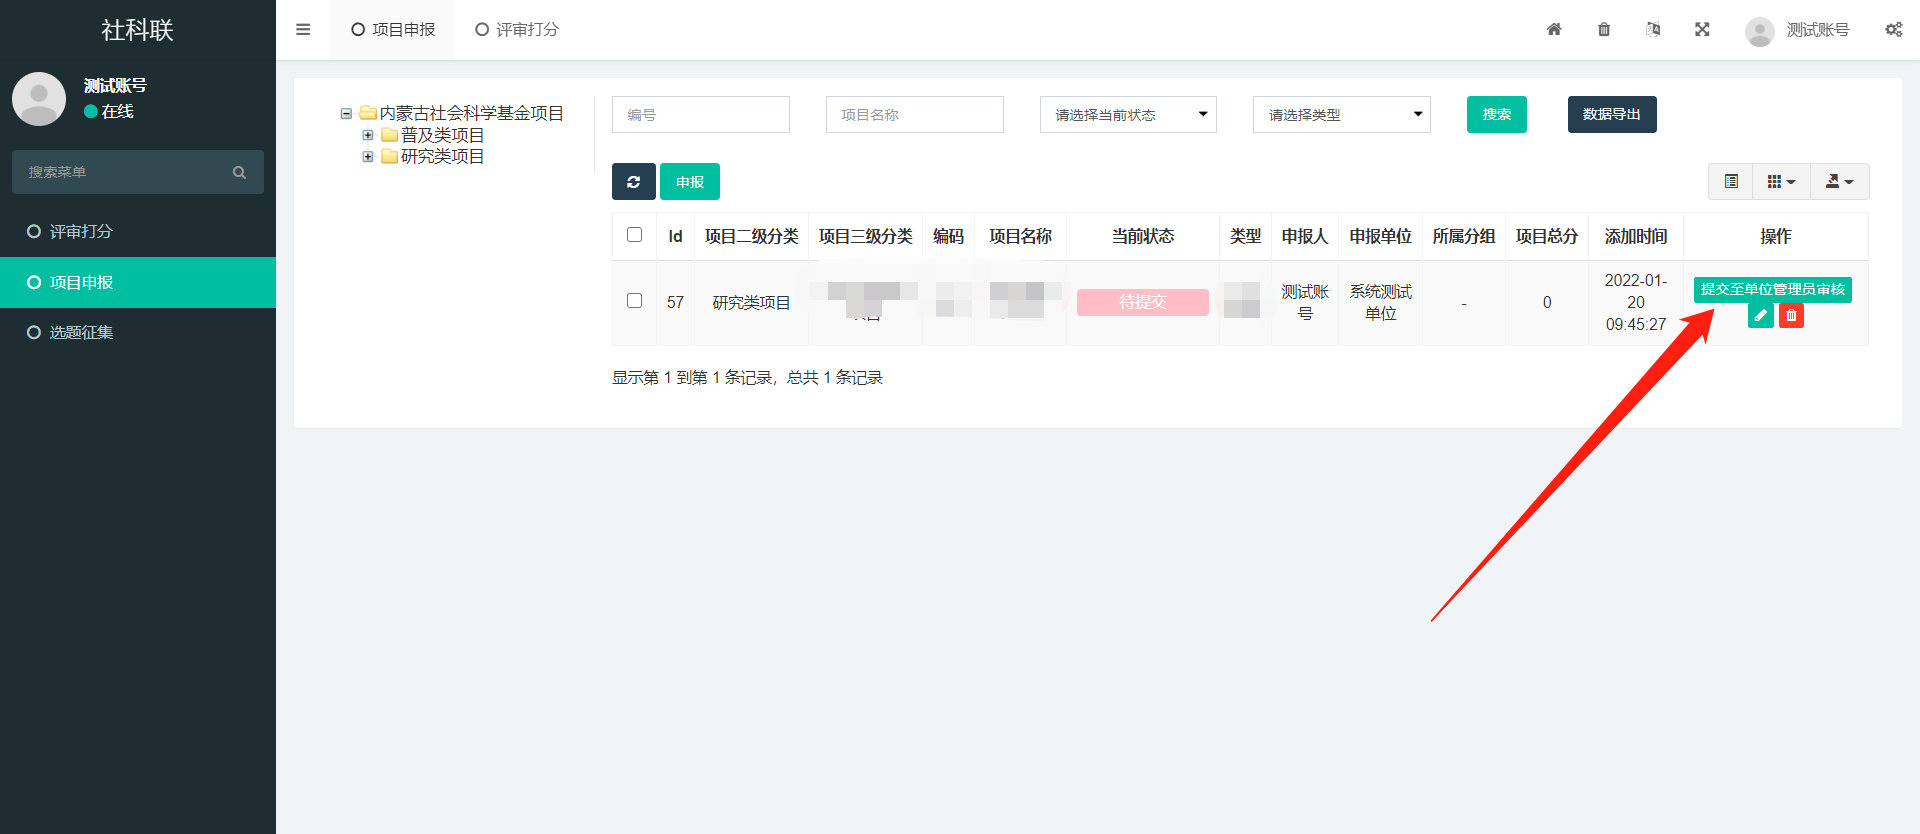 社科联
项目申报
评审打分
测试账号
测试账号
在线
搜索菜单
评审打分
项目申报
选题征集
内蒙古社会科学基金项目
普及类项目
研究类项目
编号
项目名称
请选择当前状态
请选择类型
搜索
数据导出
申报
Id 项目二级分类 项目三级分类 编码 项目名称 当前状态 类型 申报人 申报单位 所属分组 项目总分 添加时间 操作
57
研究类项目
待提交
测试账
号
系统测试
单位
-
0
2022-01-
20
09:45:27
提交至单位管理员审核
显示第 1 到第 1 条记录，总共 1 条记录